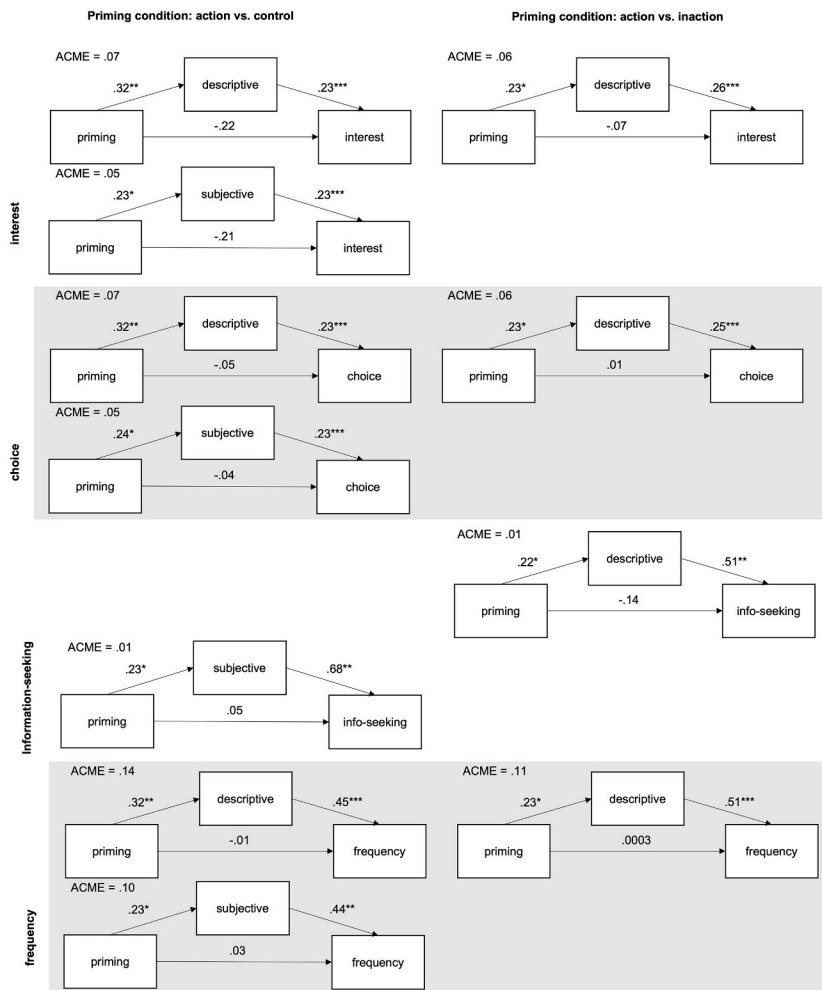 Priming condition: action vs. control
Priming condition: action vs. inaction
interest
ACME = .07
.32**
descriptive
.23***
priming
-.22
interest
ACME = .06
.23*
descriptive
.26***
priming
-.07
interest
ACME = .05
.23*
subjective
.23***
priming
-.21
interest
choice
ACME = .07
.32**
descriptive
.23***
priming
-.05
choice
ACME = .06
.23*
descriptive
.25***
priming
.01
choice
ACME = .05
.24*
subjective
.23***
priming
-.04
choice
Information-seeking
ACME = .01
.22*
descriptive
.51**
priming
-.14
info-seeking
ACME = .01
.23*
subjective
.68**
priming
.05
info-seeking
frequency
ACME = .14
.32**
descriptive
.45***
priming
-.01
frequency
ACME = .11
.23*
descriptive
.51***
priming
.0003
frequency
ACME = .10
.23*
subjective
.44**
priming
.03
frequency